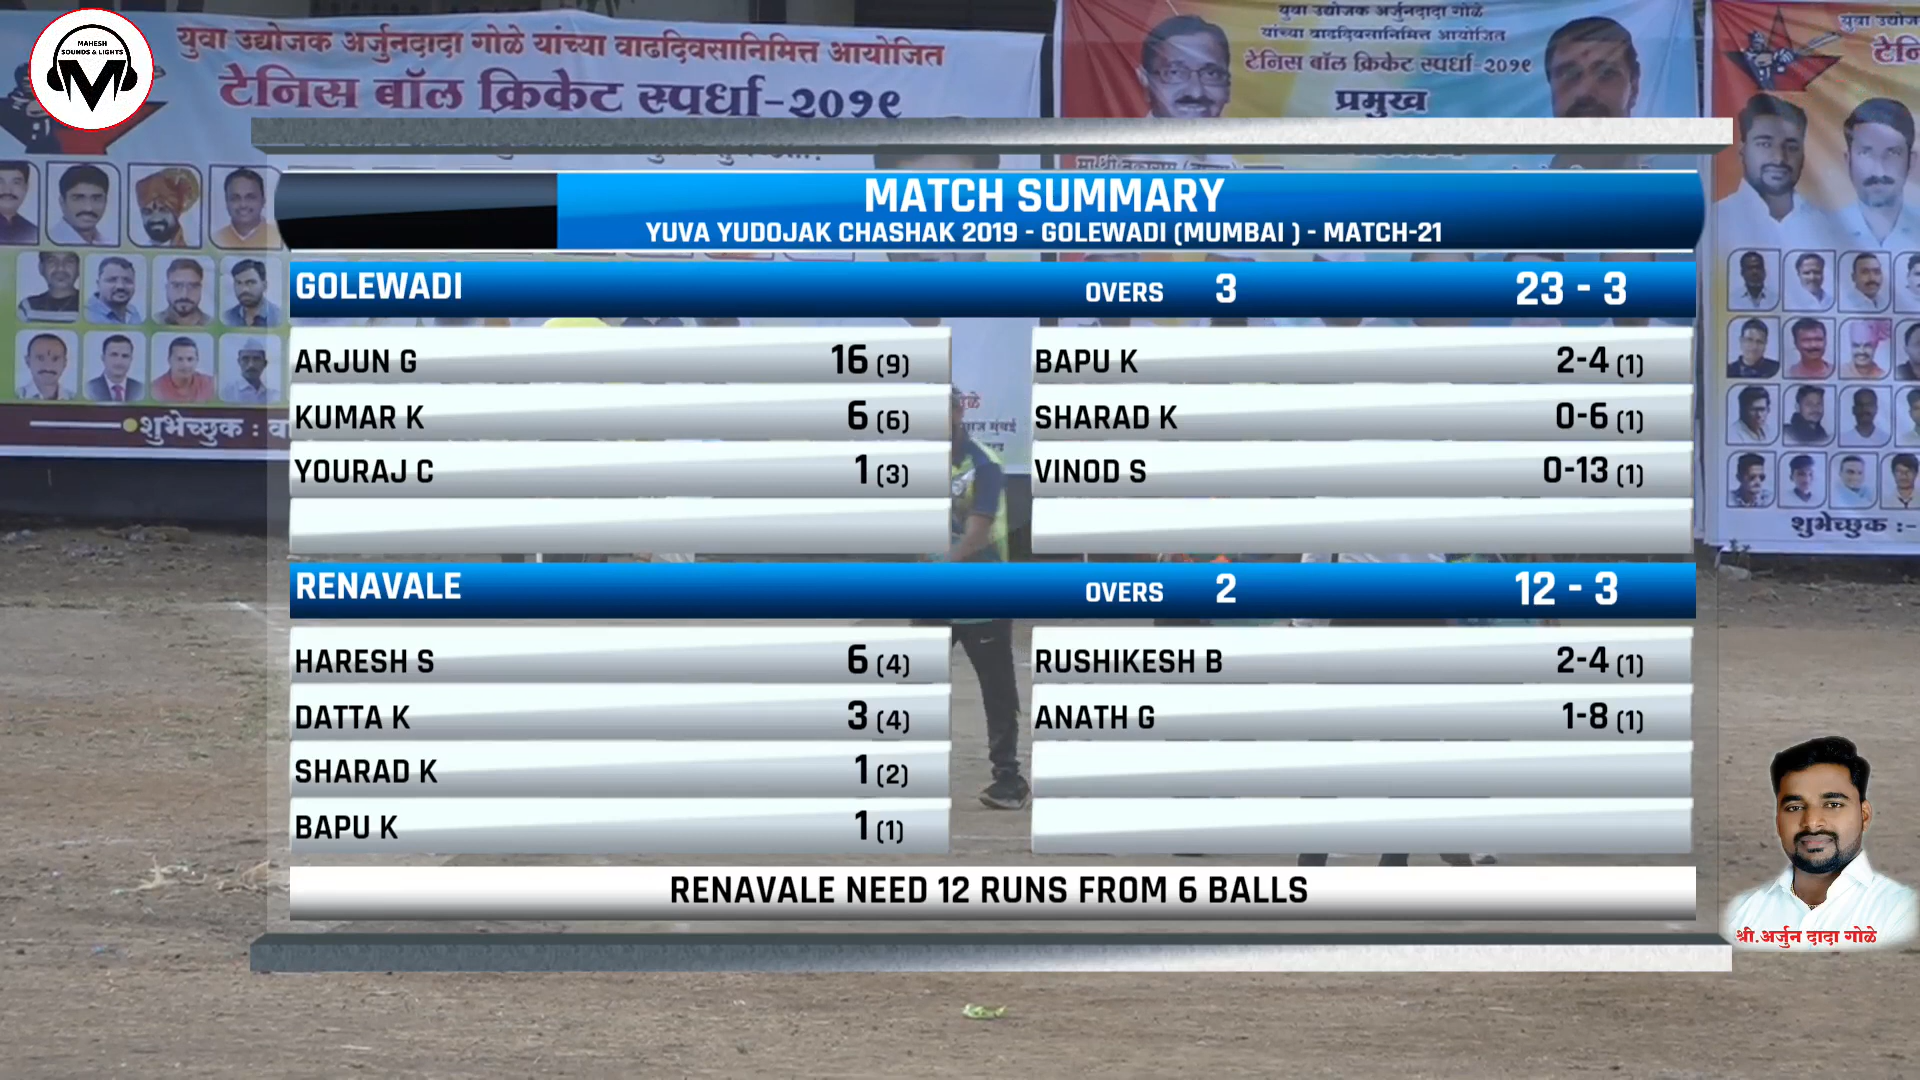 MAHESH
SOUNDS & LIGHTS
युवा उद्योजक अर्जुनदादा गोळे यांच्या वाढदिवसानिमित्त आयोजित
टेनिस बॉल क्रिकेट स्पर्धा-२०१९
युवा उद्योजक अर्जुनदादा गोळे
यांच्या वाढदिवसानिमित्त आयोजित
टेनिस बॉल क्रिकेट स्पर्धा-२०१९
प्रमुख
MATCH SUMMARY
YUVA YUDOJAK CHASHAK 2019 - GOLEWADI (MUMBAI ) - MATCH-21
GOLEWADI OVERS 3 23 - 3
ARJUN G 16 (9) BAPU K 2-4 (1)
KUMAR K 6 (6) SHARAD K 0-6 (1)
YOURAJ C 1 (3) VINOD S 0-13 (1)
शुभेच्छुक :
शुभेच्छुक :-
RENAVALE OVERS 2 12 - 3
HARESH S 6 (4) RUSHIKESH B 2-4 (1)
DATTA K 3 (4) ANATH G 1-8 (1)
SHARAD K 1 (2)
BAPU K 1 (1)
RENAVALE NEED 12 RUNS FROM 6 BALLS
श्री.अर्जुन दादा गोळे